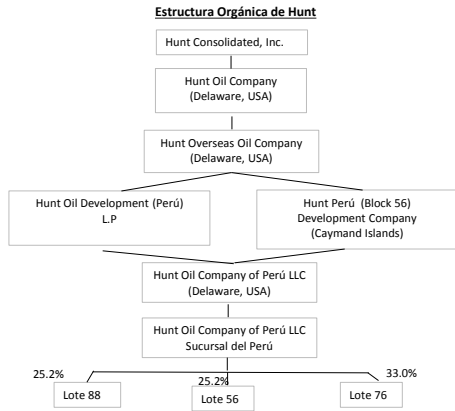 Estructura Orgánica de Hunt
Hunt Consolidated, Inc.
Hunt Oil Company
(Delaware, USA)
Hunt Overseas Oil Company
(Delaware, USA)
Hunt Oil Development (Perú)
L.P
Hunt Perú (Block 56)
Development Company
(Caymand Islands)
Hunt Oil Company of Perú LLC
(Delaware, USA)
Hunt Oil Company of Perú LLC
Sucursal del Perú
25.2%
25.2%
33.0%
Lote 88
Lote 56
Lote 76